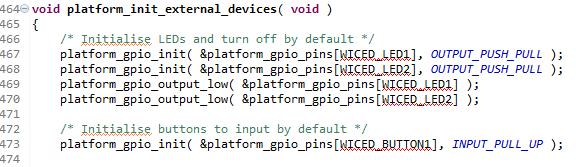 464 void platform_init_external_devices( void )
465 {
466 /* Initialise LEDs and turn off by default */
467 platform_gpio_init( &platform_gpio_pins[WICED_LED1], OUTPUT_PUSH_PULL );
468 platform_gpio_init( &platform_gpio_pins[WICED_LED2], OUTPUT_PUSH_PULL );
469 platform_gpio_output_low( &platform_gpio_pins[WICED_LED1] );
470 platform_gpio_output_low( &platform_gpio_pins[WICED_LED2] );
471
472 /* Initialise buttons to input by default */
473 platform_gpio_init( &platform_gpio_pins[WICED_BUTTON1], INPUT_PULL_UP );
474